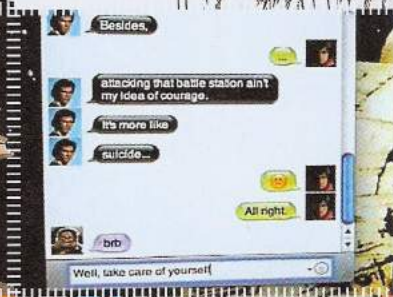 Besides,
...
attacking that battle station ain't
my idea of courage.
It's more like
suicide...
All right.
brb
Well, take care of yourself